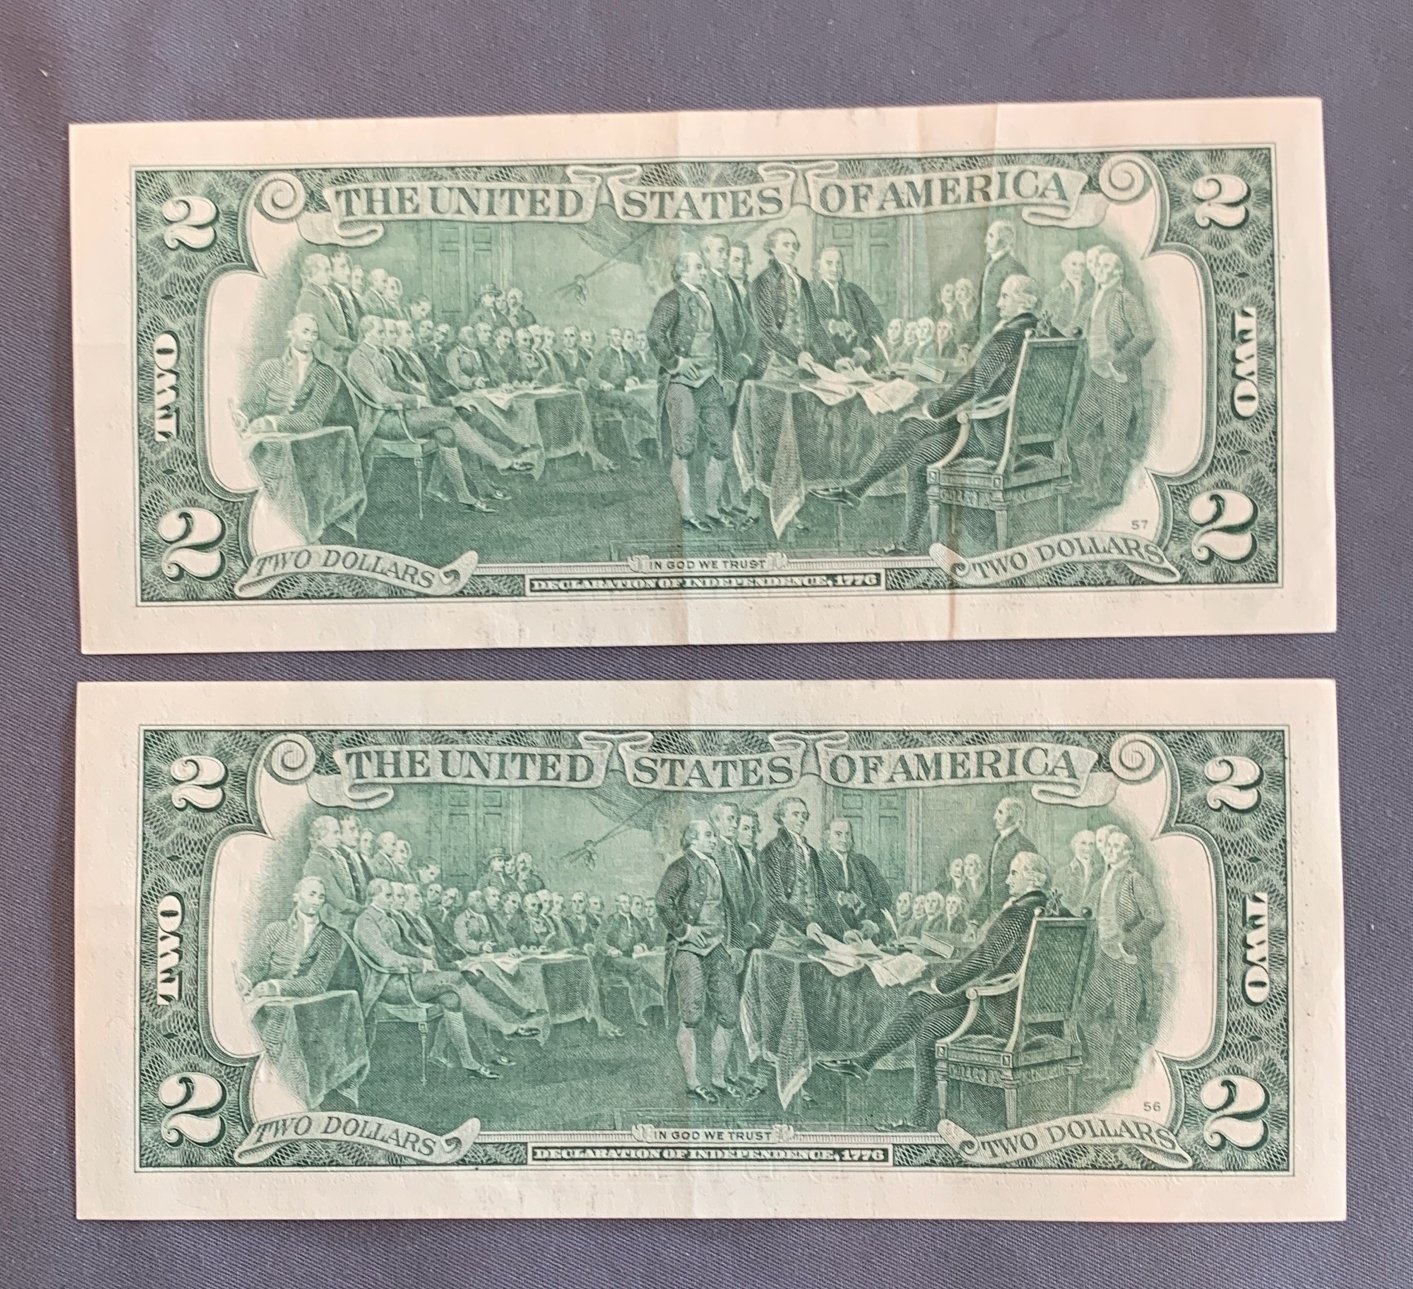 2 THE UNITED STATES OF AMERICA 2
TWO TWO
2 57 2
TWO DOLLARS IN GOD WE TRUST TWO DOLLARS
DECLARATION OF INDEPENDENCE, 1776
2 THE UNITED STATES OF AMERICA 2
TWO TWO
2 56 2
TWO DOLLARS IN GOD WE TRUST TWO DOLLARS
DECLARATION OF INDEPENDENCE, 1776